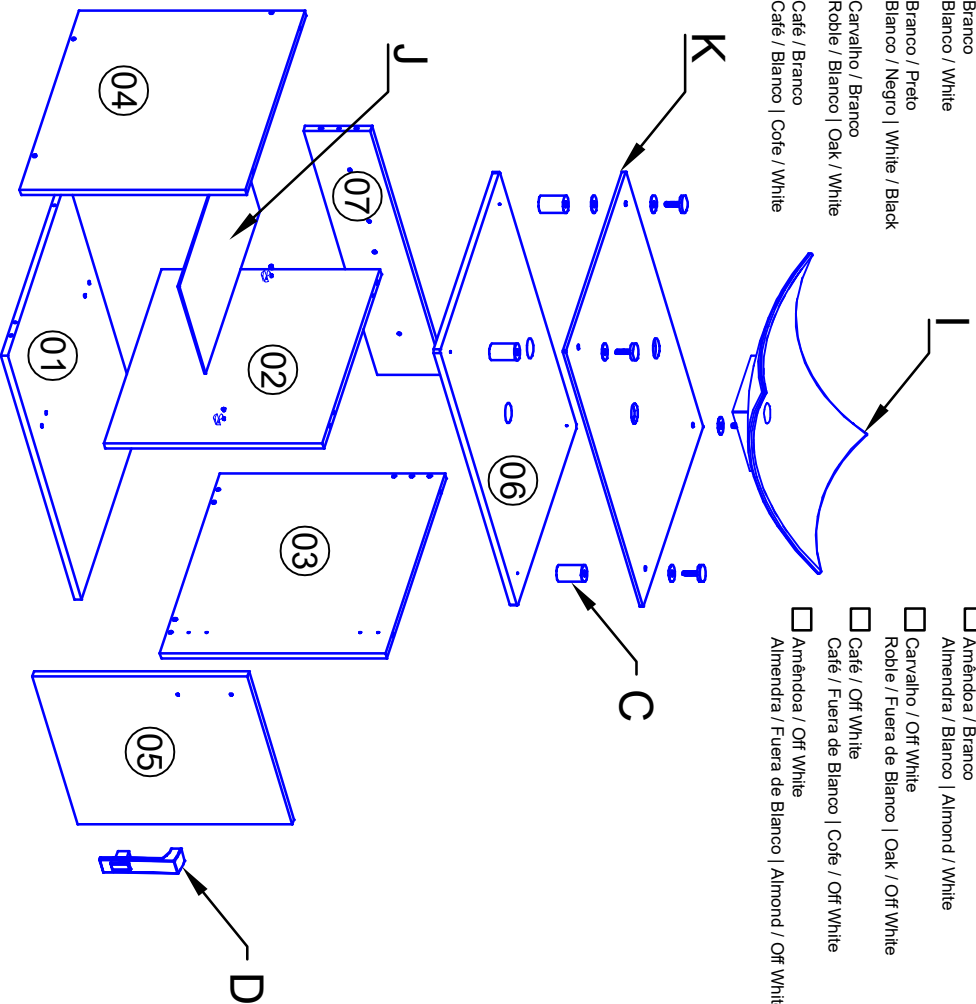 Branco
Blanco / White
Branco / Preto
Blanco / Negro | White / Black
Carvalho / Branco
Roble / Blanco | Oak / White
Café / Branco
Café / Blanco | Cofe / White
Amêndoa / Branco
Almendra / Blanco | Almond / White
Carvalho / Off White
Roble / Fuera de Blanco | Oak / Off White
Café / Off White
Café / Fuera de Blanco | Cofe / Off White
Amêndoa / Off White
Almendra / Fuera de Blanco | Almond / Off Whit
I
K
J
C
D
04
07
06
02
01
03
05